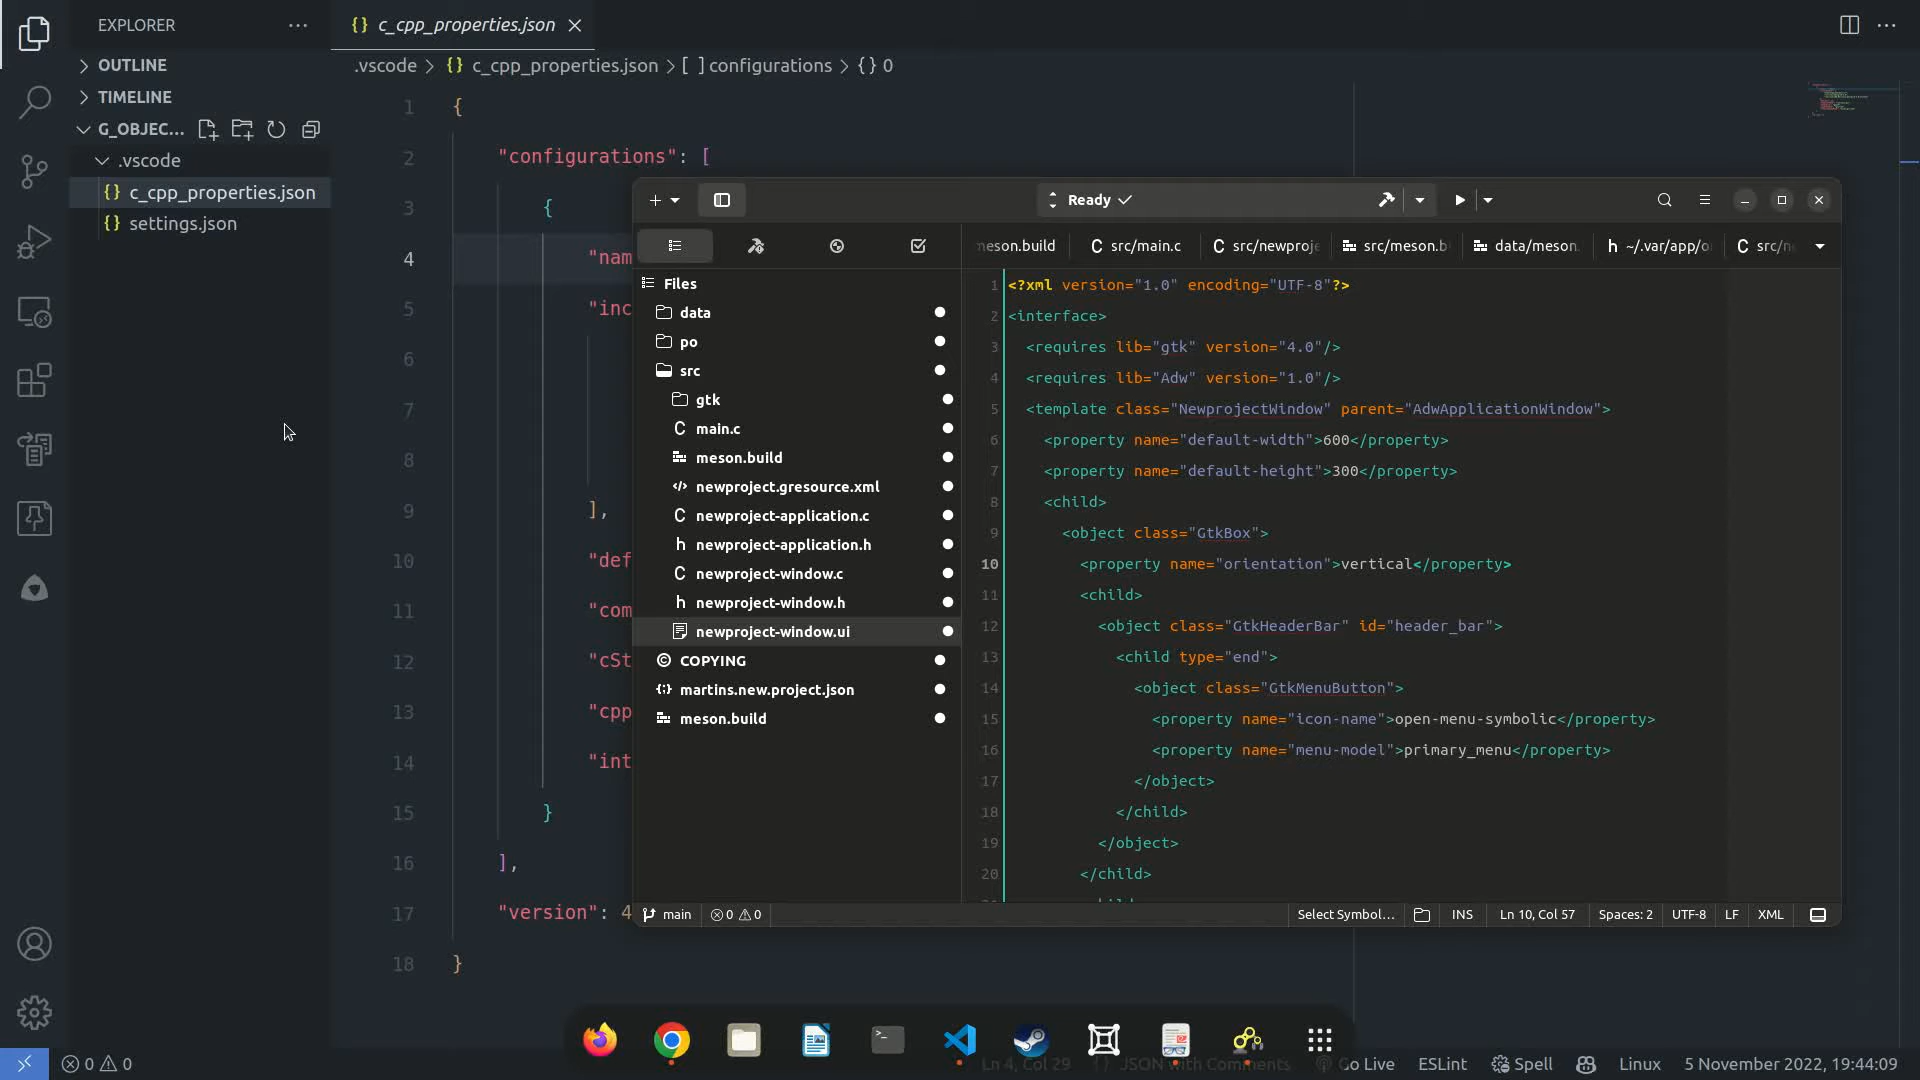 EXPLORER
OUTLINE
TIMELINE
G_OBJEC...
.vscode
c_cpp_properties.json
settings.json
c_cpp_properties.json
.vscode > {} c_cpp_properties.json > [ ] configurations > {} 0
1 {
2 "configurations": [
3 {
4 "nam
5 "inc
6
7
8
9 ],
10 "def
11 "com
12 "cSt
13 "cpp
14 "int
15 }
16 ],
17 "version": 4
18 }
Ready
meson.build
src/main.c
src/newproje
src/meson.b
data/meson.
~/.var/app/o
src/n
Files
data
po
src
gtk
main.c
meson.build
newproject.gresource.xml
newproject-application.c
newproject-application.h
newproject-window.c
newproject-window.h
newproject-window.ui
COPYING
martins.new.project.json
meson.build
1 <?xml version="1.0" encoding="UTF-8"?>
2 <interface>
3 <requires lib="gtk" version="4.0"/>
4 <requires lib="Adw" version="1.0"/>
5 <template class="NewprojectWindow" parent="AdwApplicationWindow">
6 <property name="default-width">600</property>
7 <property name="default-height">300</property>
8 <child>
9 <object class="GtkBox">
10 <property name="orientation">vertical</property>
11 <child>
12 <object class="GtkHeaderBar" id="header_bar">
13 <child type="end">
14 <object class="GtkMenuButton">
15 <property name="icon-name">open-menu-symbolic</property>
16 <property name="menu-model">primary_menu</property>
17 </object>
18 </child>
19 </object>
20 </child>
main 0 0
Select Symbol... INS Ln 10, Col 57 Spaces: 2 UTF-8 LF XML
0 0 Ln 4, Col 29 JSON with Comments Go Live ESLint Spell Linux 5 November 2022, 19:44:09